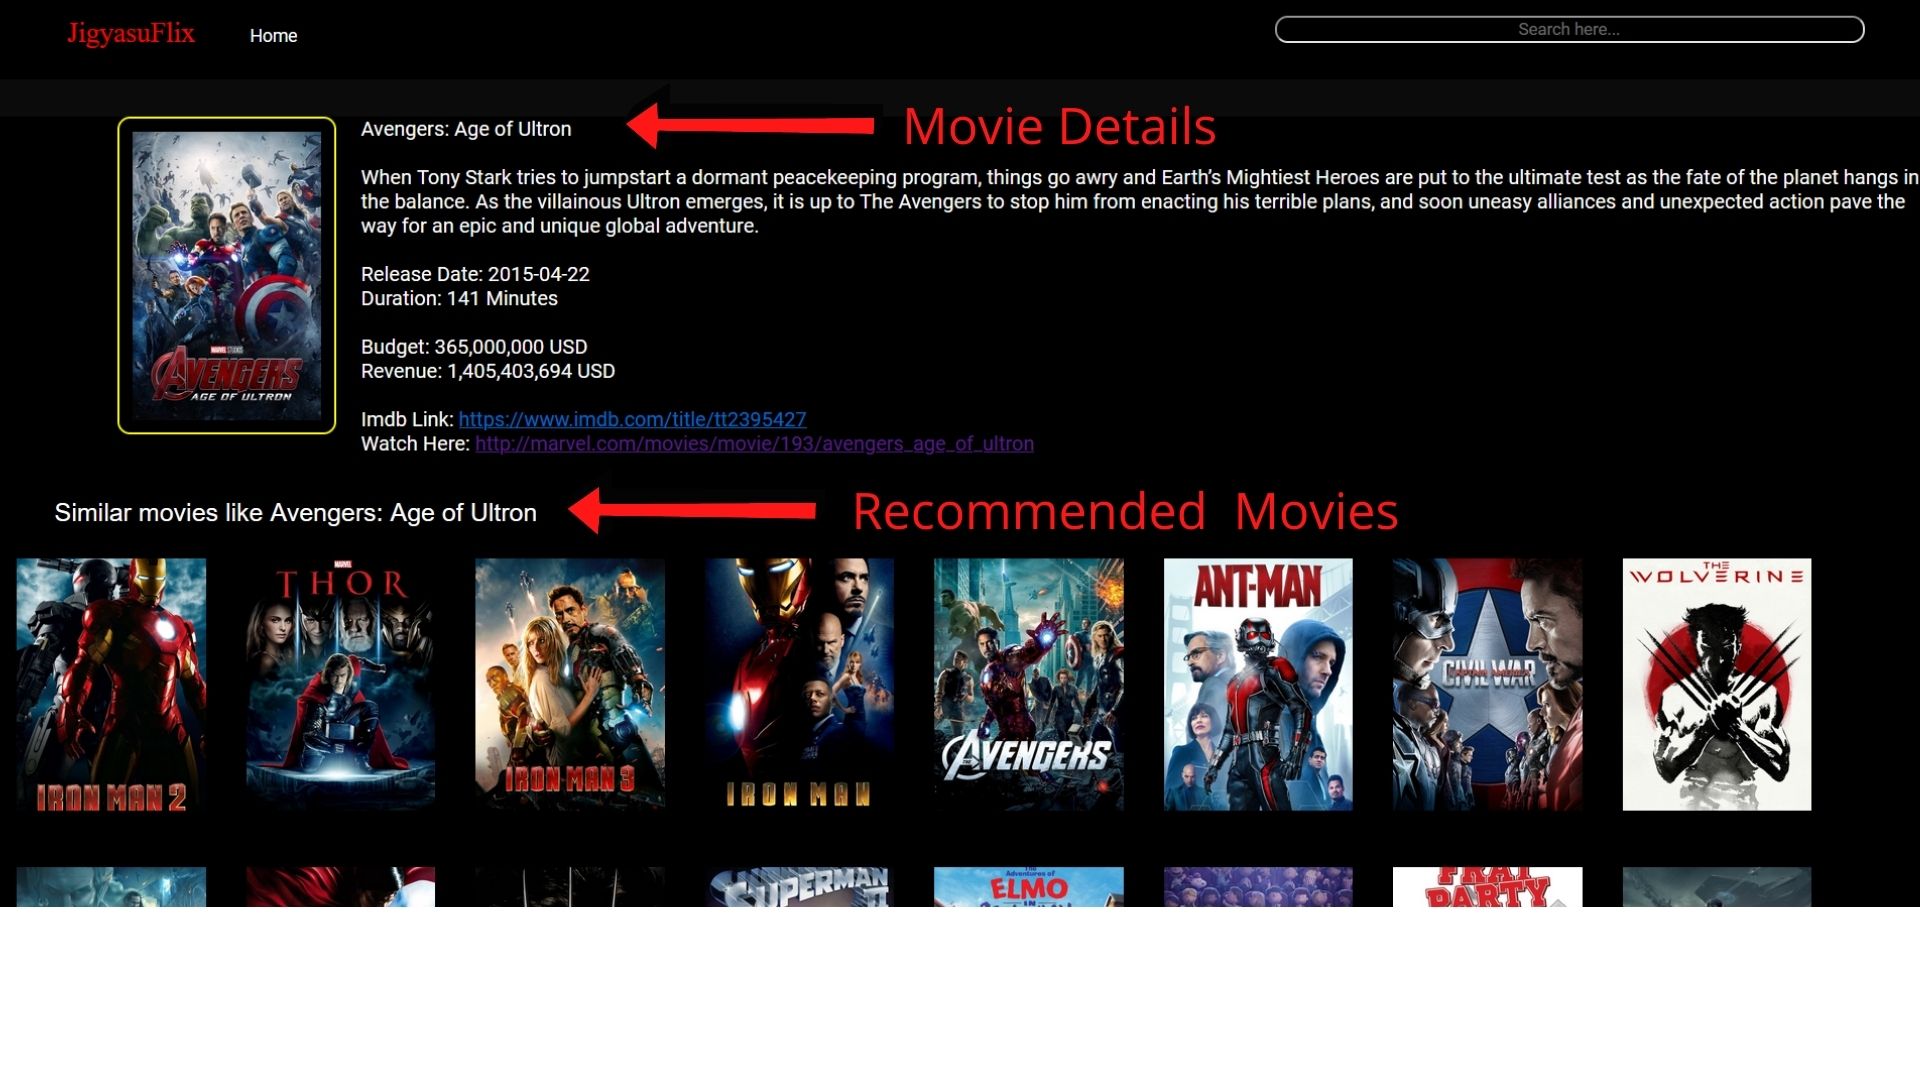 JigyasuFlix
Home
Search here...
Avengers: Age of Ultron
Movie Details
When Tony Stark tries to jumpstart a dormant peacekeeping program, things go awry and Earth’s Mightiest Heroes are put to the ultimate test as the fate of the planet hangs in
the balance. As the villainous Ultron emerges, it is up to The Avengers to stop him from enacting his terrible plans, and soon uneasy alliances and unexpected action pave the
way for an epic and unique global adventure.
Release Date: 2015-04-22
Duration: 141 Minutes
Budget: 365,000,000 USD
Revenue: 1,405,403,694 USD
Imdb Link: https://www.imdb.com/title/tt2395427
Watch Here: http://marvel.com/movies/movie/193/avengers_age_of_ultron
MARVEL STUDIOS
AVENGERS
AGE OF ULTRON
Similar movies like Avengers: Age of Ultron
Recommended Movies
IRON MAN 2
MARVEL
THOR
IRON MAN 3
IRON MAN
AVENGERS
ANT-MAN
CAPTAIN AMERICA
CIVIL WAR
THE
WOLVERINE
SUPERMAN
II
The Adventures of
ELMO
IN
FRAT
PARTY